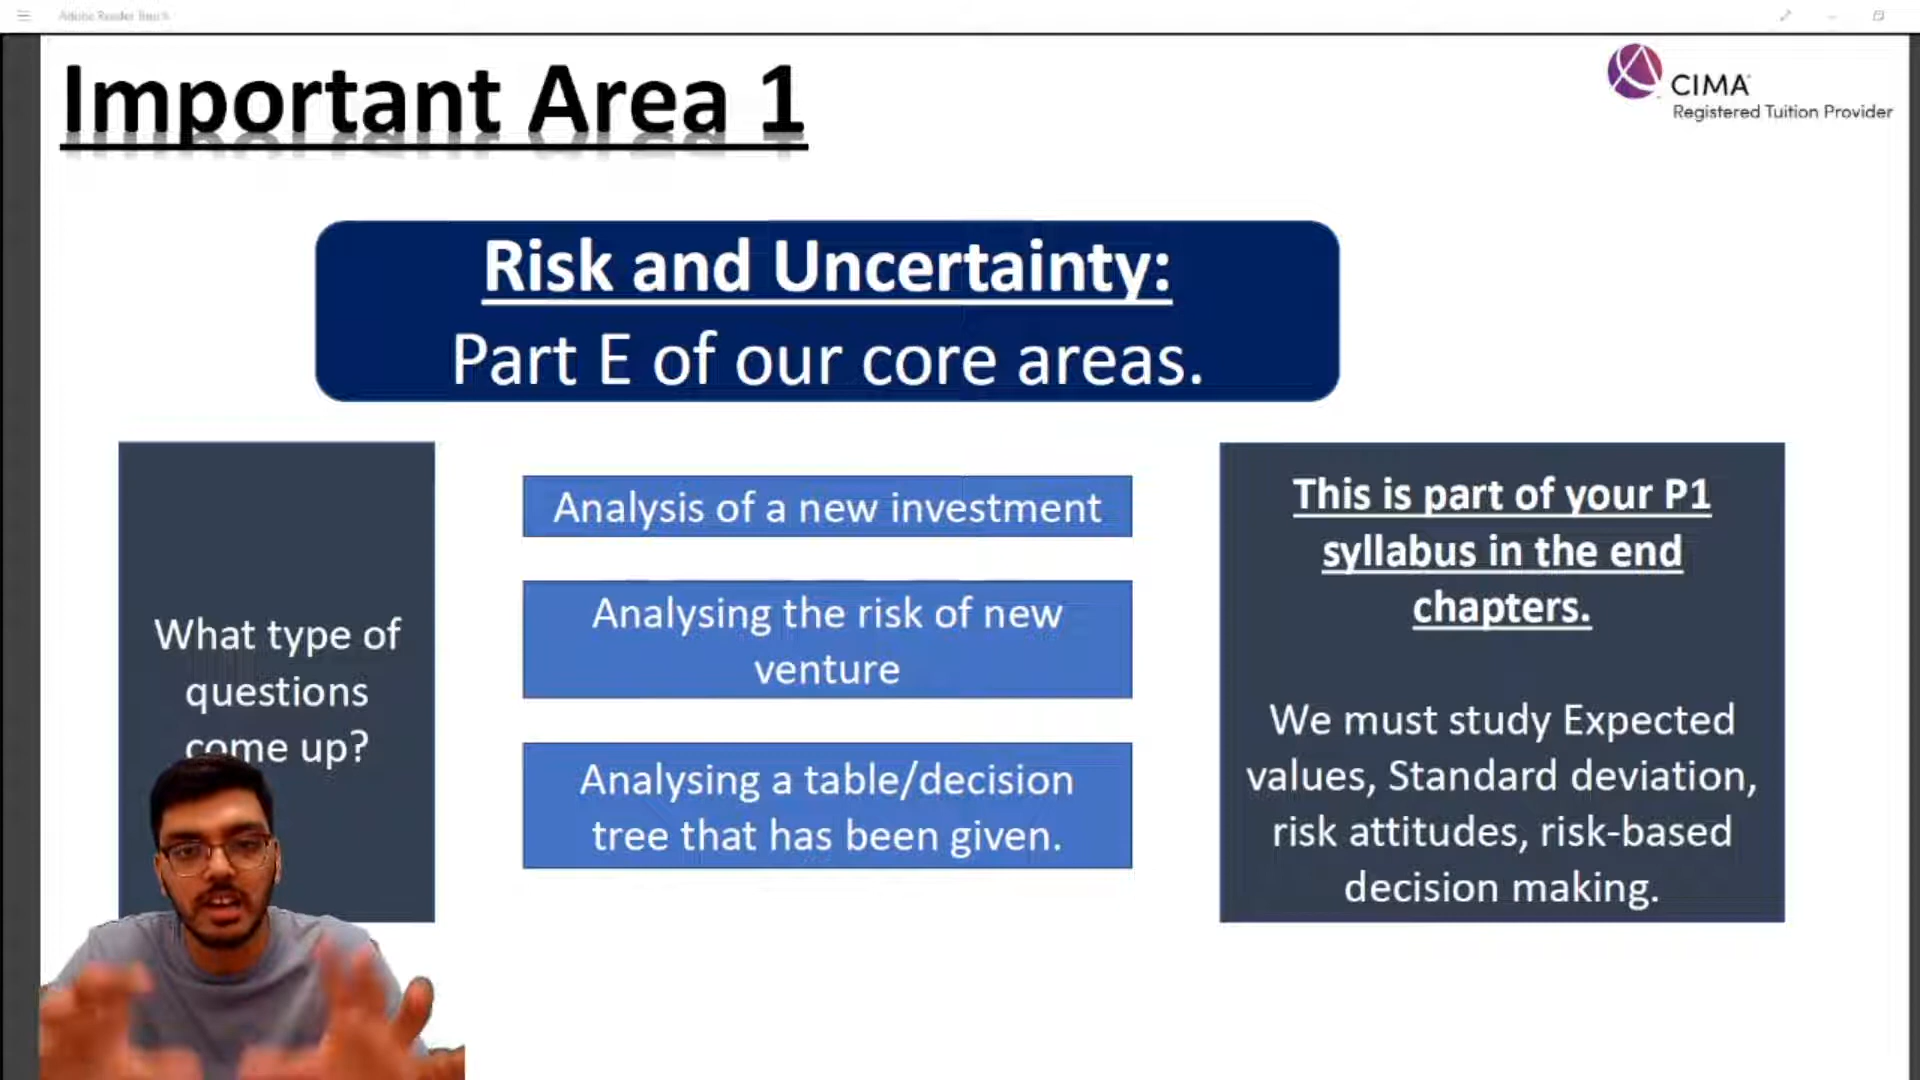 Adobe Reader Touch
Important Area 1
CIMA
Registered Tuition Provider
Risk and Uncertainty:
Part E of our core areas.
What type of
questions
come up?
Analysis of a new investment
Analysing the risk of new
venture
Analysing a table/decision
tree that has been given.
This is part of your P1
syllabus in the end
chapters.
We must study Expected
values, Standard deviation,
risk attitudes, risk-based
decision making.